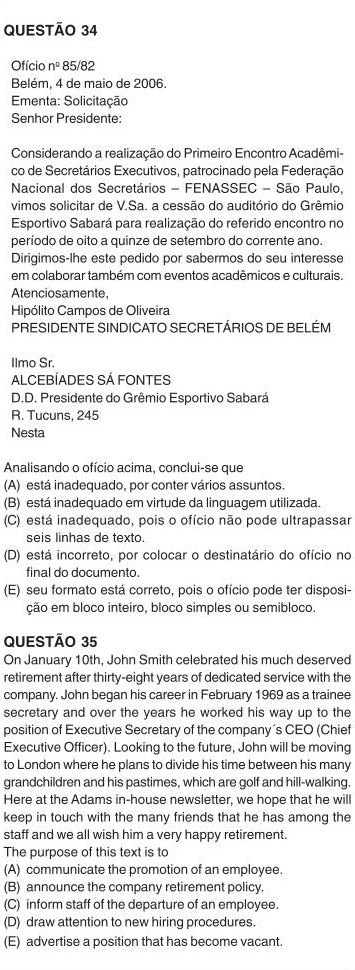 QUESTÃO 34
Ofício nº 85/82
Belém, 4 de maio de 2006.
Ementa: Solicitação
Senhor Presidente:
Considerando a realização do Primeiro Encontro Acadêmi-
co de Secretários Executivos, patrocinado pela Federação
Nacional dos Secretários – FENASSEC – São Paulo,
vimos solicitar de V.Sa. a cessão do auditório do Grêmio
Esportivo Sabará para realização do referido encontro no
período de oito a quinze de setembro do corrente ano.
Dirigimos-lhe este pedido por sabermos do seu interesse
em colaborar também com eventos acadêmicos e culturais.
Atenciosamente,
Hipólito Campos de Oliveira
PRESIDENTE SINDICATO SECRETÁRIOS DE BELÉM
Ilmo Sr.
ALCEBÍADES SÁ FONTES
D.D. Presidente do Grêmio Esportivo Sabará
R. Tucuns, 245
Nesta
Analisando o ofício acima, conclui-se que
(A) está inadequado, por conter vários assuntos.
(B) está inadequado em virtude da linguagem utilizada.
(C) está inadequado, pois o ofício não pode ultrapassar
seis linhas de texto.
(D) está incorreto, por colocar o destinatário do ofício no
final do documento.
(E) seu formato está correto, pois o ofício pode ter disposi-
ção em bloco inteiro, bloco simples ou semibloco.
QUESTÃO 35
On January 10th, John Smith celebrated his much deserved
retirement after thirty-eight years of dedicated service with the
company. John began his career in February 1969 as a trainee
secretary and over the years he worked his way up to the
position of Executive Secretary of the company´s CEO (Chief
Executive Officer). Looking to the future, John will be moving
to London where he plans to divide his time between his many
grandchildren and his pastimes, which are golf and hill-walking.
Here at the Adams in-house newsletter, we hope that he will
keep in touch with the many friends that he has among the
staff and we all wish him a very happy retirement.
The purpose of this text is to
(A) communicate the promotion of an employee.
(B) announce the company retirement policy.
(C) inform staff of the departure of an employee.
(D) draw attention to new hiring procedures.
(E) advertise a position that has become vacant.